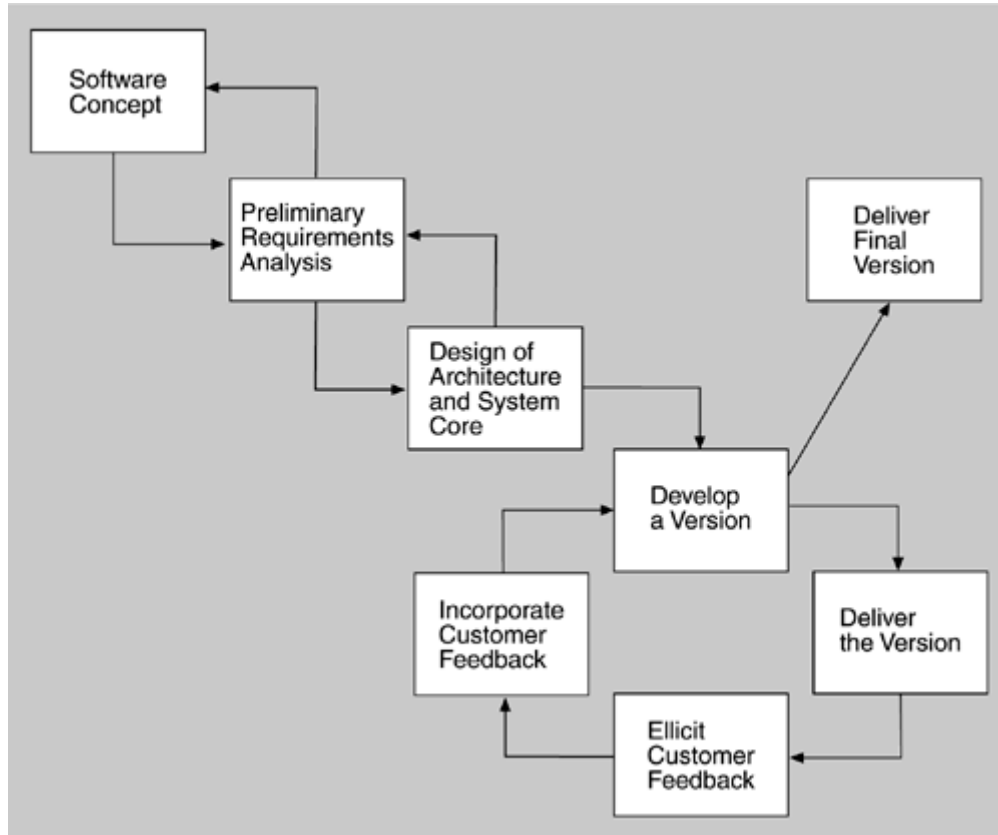 Software
Concept
Preliminary
Requirements
Analysis
Deliver
Final
Version
Design of
Architecture
and System
Core
Develop
a Version
Incorporate
Customer
Feedback
Deliver
the Version
Ellicit
Customer
Feedback